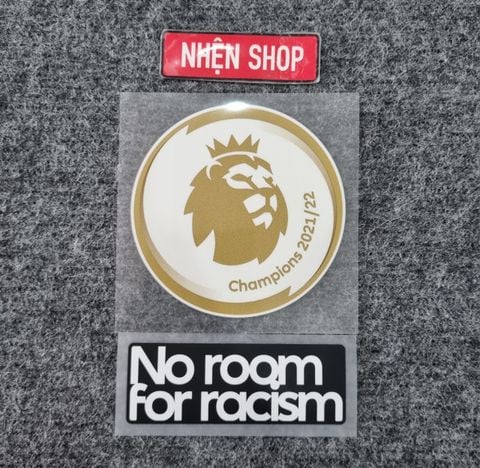 NHỆN SHOP
Champions 2021/22
No room
for racism